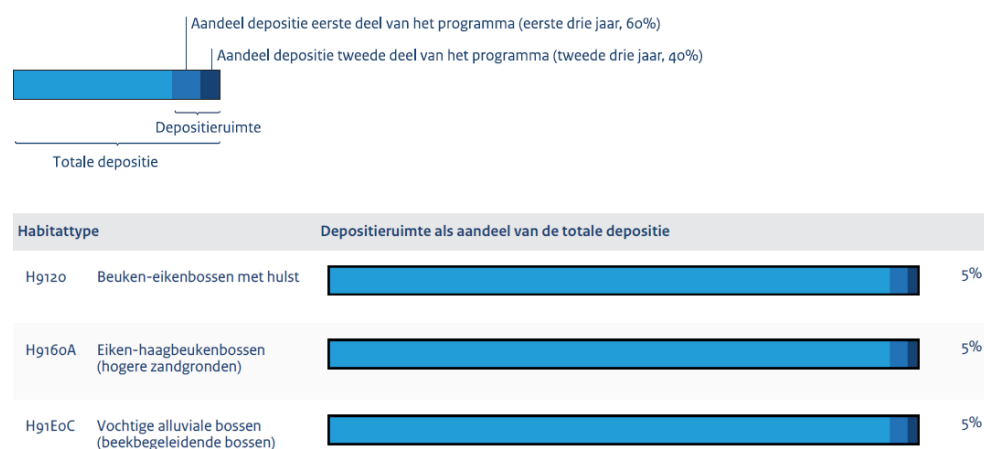 Aandeel depositie eerste deel van het programma (eerste drie jaar, 60%)
Aandeel depositie tweede deel van het programma (tweede drie jaar, 40%)
Depositieruimte
Totale depositie
Habitattype Depositieruimte als aandeel van de totale depositie
H9120 Beuken-eikenbossen met hulst 5%
H9160A Eiken-haagbeukenbossen 5%
(hogere zandgronden)
H91E0C Vochtige alluviale bossen 5%
(beekbegeleidende bossen)